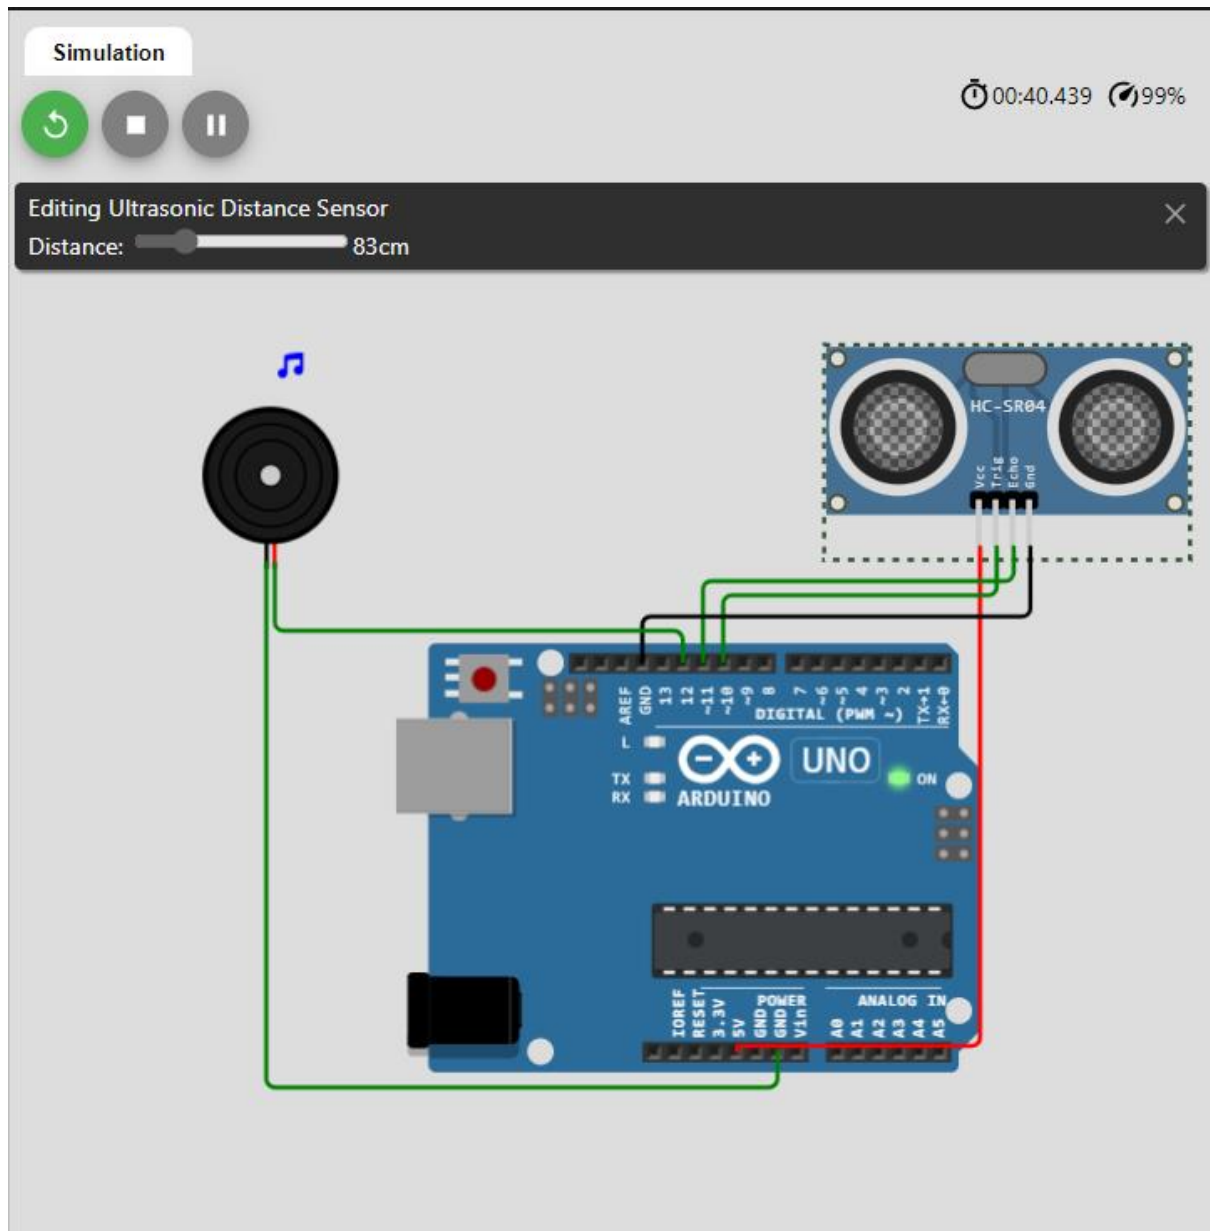 Simulation
00:40.439 99%
Editing Ultrasonic Distance Sensor
Distance: 83cm
HC-SR04
Vcc
Trig
Echo
Gnd
AREF
GND
13
12
~11
~10
~9
8
7
~6
~5
4
~3
2
TX→1
RX←0
DIGITAL (PWM ~)
L
TX
RX
UNO
ON
ARDUINO
IOREF
RESET
3.3V
5V
GND
GND
Vin
POWER
ANALOG IN
A0
A1
A2
A3
A4
A5